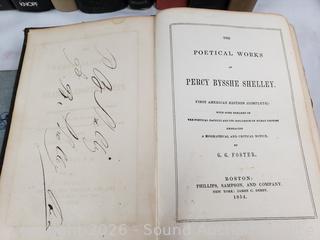 KNOPF
THE
POETICAL WORKS
OF
PERCY BYSSHE SHELLEY.
FIRST AMERICAN EDITION (COMPLETE)
WITH SOME REMARKS ON
THE POETICAL FACULTY AND ITS INFLUENCE ON HUMAN DESTINY
EMBRACING
A BIOGRAPHICAL AND CRITICAL NOTICE.
BY
G. G. FOSTER.
BOSTON:
PHILLIPS, SAMPSON, AND COMPANY.
NEW YORK: JAMES C. DERBY.
1854.